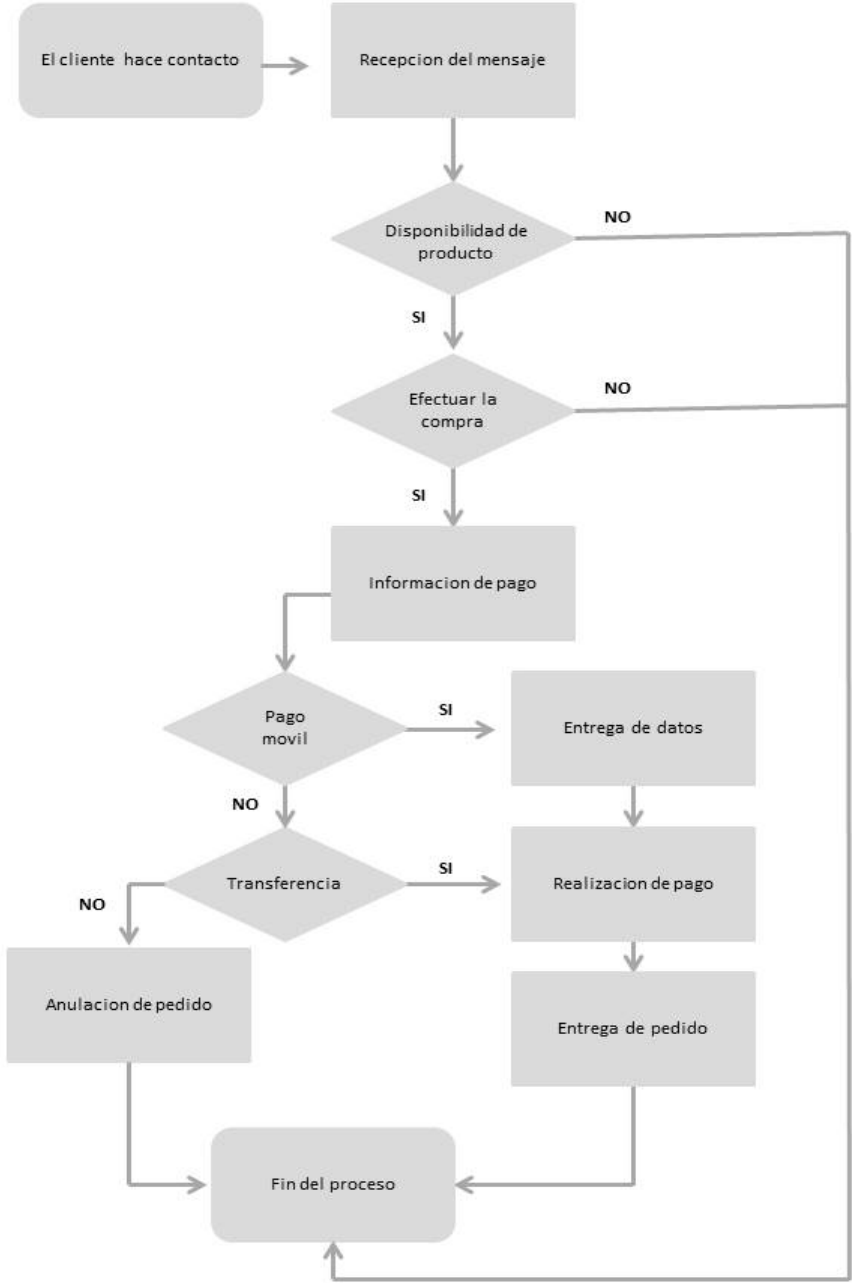 El cliente hace contacto
Recepcion del mensaje
Disponibilidad de
producto
NO
SI
Efectuar la
compra
NO
SI
Informacion de pago
Pago
movil
SI
Entrega de datos
NO
Transferencia
SI
Realizacion de pago
NO
Anulacion de pedido
Entrega de pedido
Fin del proceso